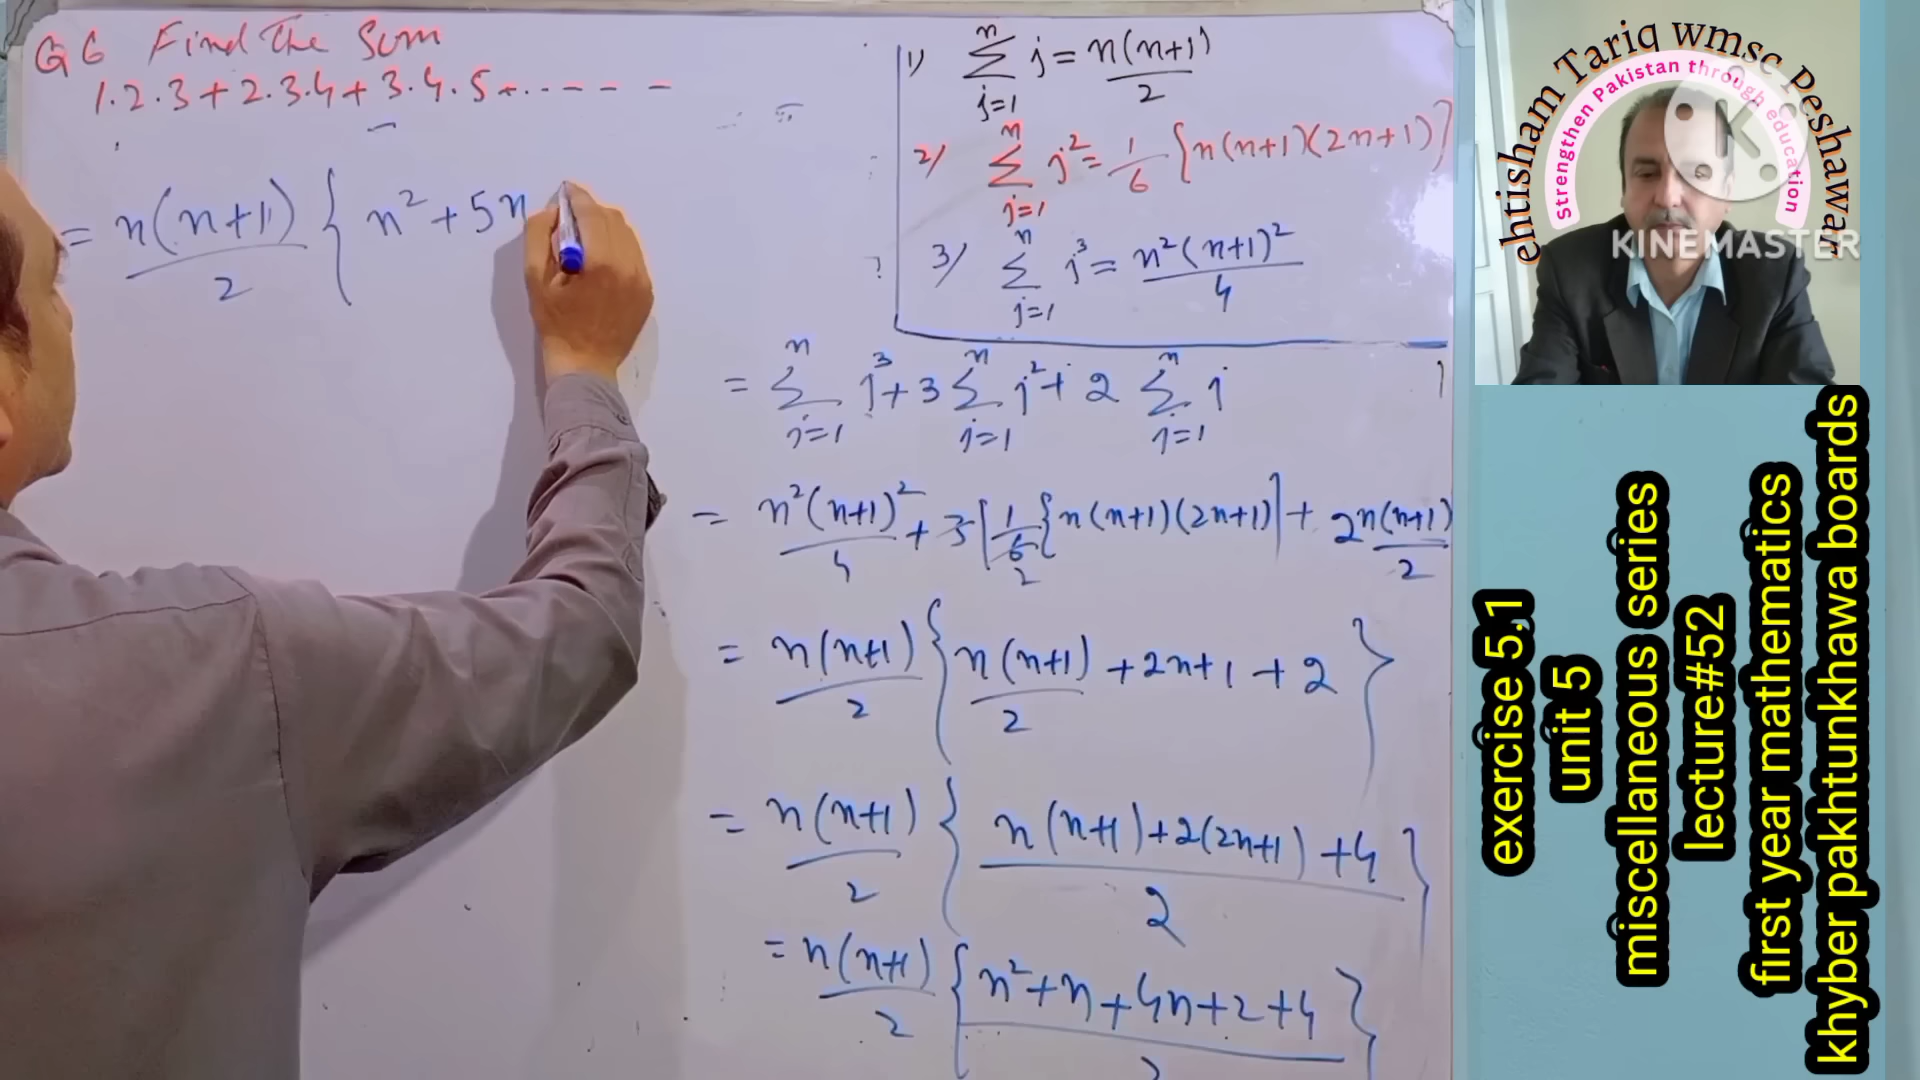 Q6 Find The Sum
1.2.3 + 2.3.4 + 3.4.5 + ... - - - -
= n(n+1)/2 { n² + 5n
1) Σ_{j=1}^{n} j = n(n+1)/2
2) Σ_{j=1}^{n} j² = 1/6 {n(n+1)(2n+1)}
3) Σ_{j=1}^{n} j³ = n²(n+1)²/4
= Σ_{j=1}^{n} j³ + 3 Σ_{j=1}^{n} j² + 2 Σ_{j=1}^{n} j
= n²(n+1)²/4 + 3[1/6 {n(n+1)(2n+1)] + 2n(n+1)/2
2
= n(n+1)/2 { n(n+1)/2 + 2n+1 + 2 }
= n(n+1)/2 { n(n+1)+2(2n+1)+4 / 2 }
= n(n+1)/2 { n²+n+4n+2+4 / 2 }
ehtisham Tariq wmsc Peshawar
Strengthen Pakistan through education
K
KINEMASTER
exercise 5.1
unit 5
miscellaneous series
lecture#52
first year mathematics
khyber pakhtunkhawa boards